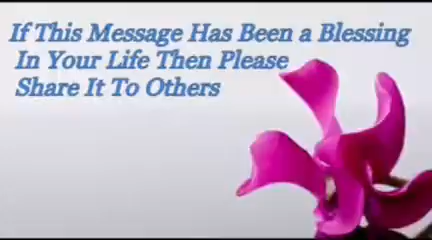 If This Message Has Been a Blessing
In Your Life Then Please
Share It To Others